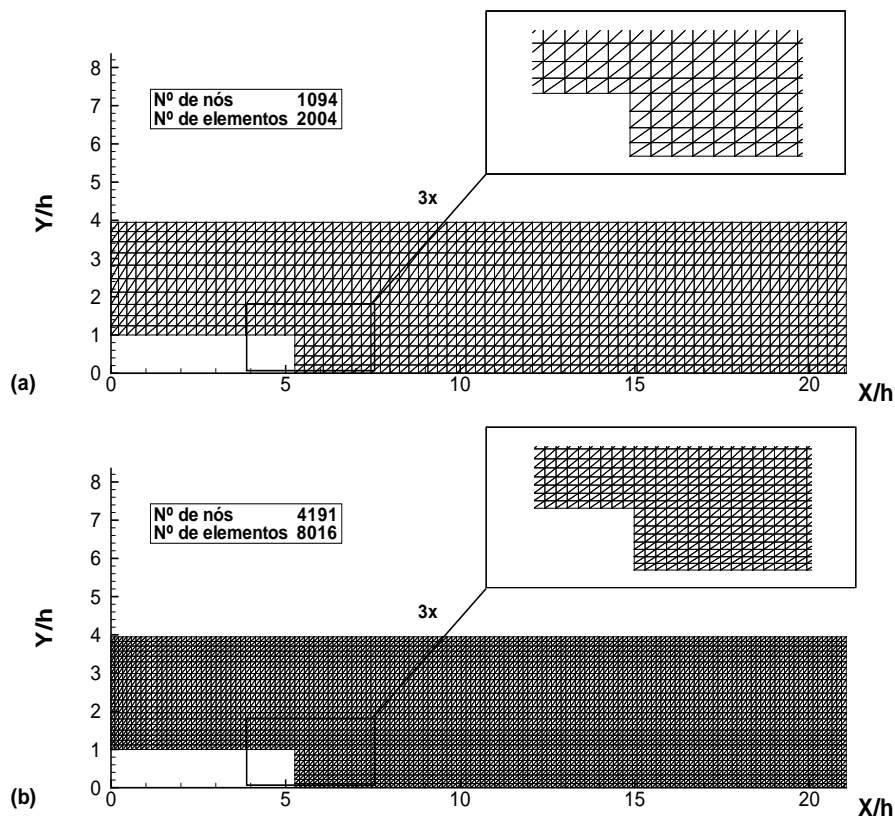 8
7
6
5
4
3
2
1
0
Y/h
Nº de nós 1094
Nº de elementos 2004
3x
(a)
0 5 10 15 20
X/h
8
7
6
5
4
3
2
1
0
Y/h
Nº de nós 4191
Nº de elementos 8016
3x
(b)
0 5 10 15 20
X/h